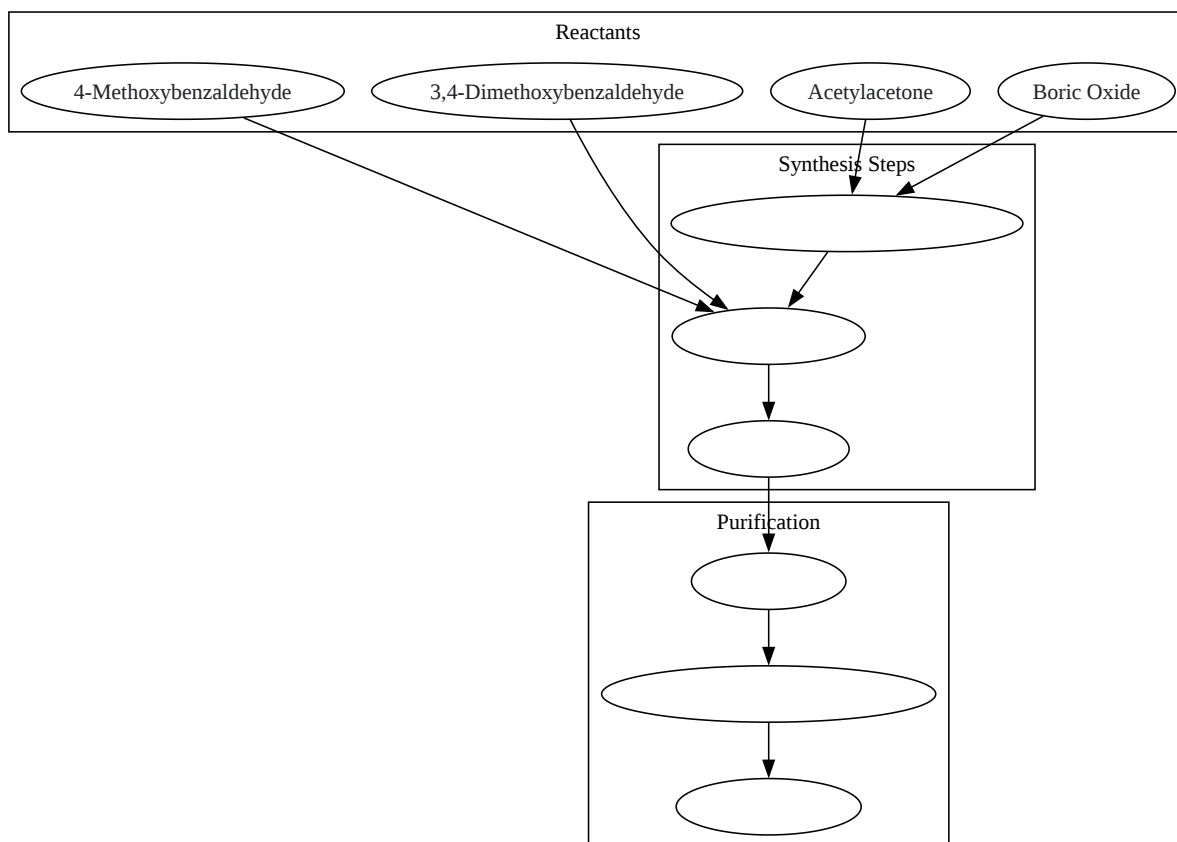 Reactants
4-Methoxybenzaldehyde
3,4-Dimethoxybenzaldehyde
Acetylacetone
Boric Oxide
Synthesis Steps
Purification